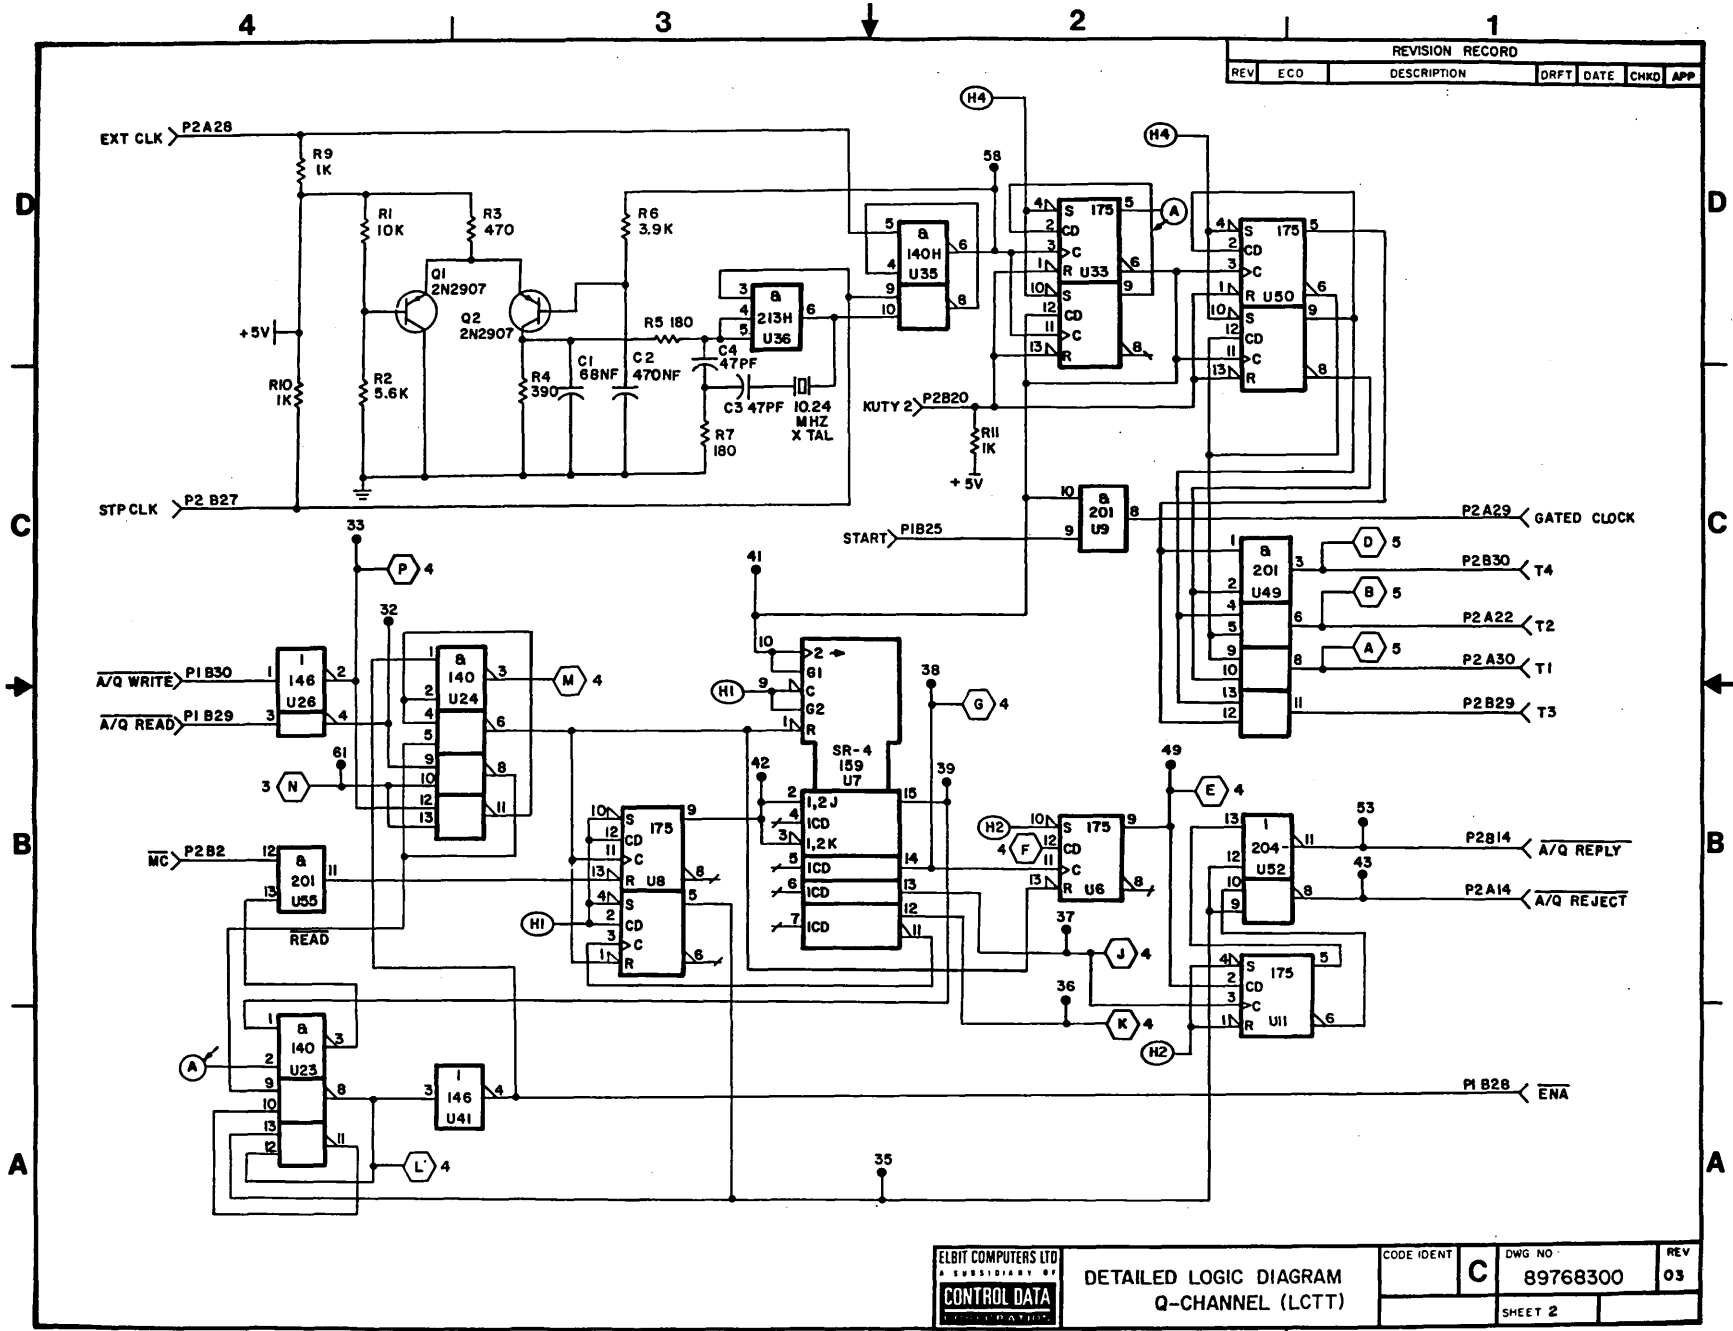 4 3 2 1
REVISION RECORD
REV ECO DESCRIPTION DRFT DATE CHKD APP
D
D
C
C
B
B
A
A
EXT CLK P2A28
R9
1K
R1
10K
R3
470
R6
3.9K
Q1
2N2907
Q2
2N2907
+5V
R10
1K
R2
5.6K
R4
390
C1
68NF
C2
470NF
R5 180
C4
47PF
C3 47PF
R7
180
10.24
MHZ
X TAL
3
4
5
&
213H
U36
6
5
4
9
10
&
140H
U35
6
8
58
H4
4 S 175 5
2 CD
3 C
1 R U33 6
10 S 9
12 CD
11 C
13 R 8
A
H4
4 S 175 5
2 CD
3 C
1 R U50 6
10 S 9
12 CD
11 C
13 R 8
KUTY 2 P2B20
R11
1K
+5V
STP CLK P2 B27
START P1B25
10
9
&
201
U9
8
P2A29 GATED CLOCK
1
2
4
5
9
10
13
12
&
201
U49
3
6
8
11
D 5
B 5
A 5
P2B30 T4
P2A22 T2
P2A30 T1
P2B29 T3
33
P 4
32
A/Q WRITE P1B30
A/Q READ P1 B29
1
3
1
146
U26
2
4
61
3 N
1
2
4
5
9
10
12
13
&
140
U24
3
6
8
11
M 4
41
10 2
G1
H1
9 C
G2
1 R
SR-4
159
U7
2 1,2J 15
4 1CD
3 1,2K
5 1CD 14
6 1CD 13
7 1CD 12
11
42
38
G 4
39
MC P2B2
12
13
&
201
U55
11
READ
10 S 175 9
12 CD
11 C
13 R U8 8
4 S 5
2 CD
3 C
1 R 6
H1
H2
4 F
10 S 175 9
12 CD
11 C
13 R U6 8
49
E 4
13
12
10
9
1
204
U52
11
8
53
43
P2B14 A/Q REPLY
P2A14 A/Q REJECT
37
J 4
36
K 4
4 S 175 5
2 CD
3 C
1 R U11 6
H2
A
1
2
9
10
13
12
&
140
U23
3
8
11
3
1
146
U41
4
P1 B28 ENA
L 4
35
ELBIT COMPUTERS LTD
A SUBSIDIARY OF
CONTROL DATA
CORPORATION
DETAILED LOGIC DIAGRAM
Q-CHANNEL (LCTT)
CODE IDENT
C
DWG NO
89768300
REV
03
SHEET 2